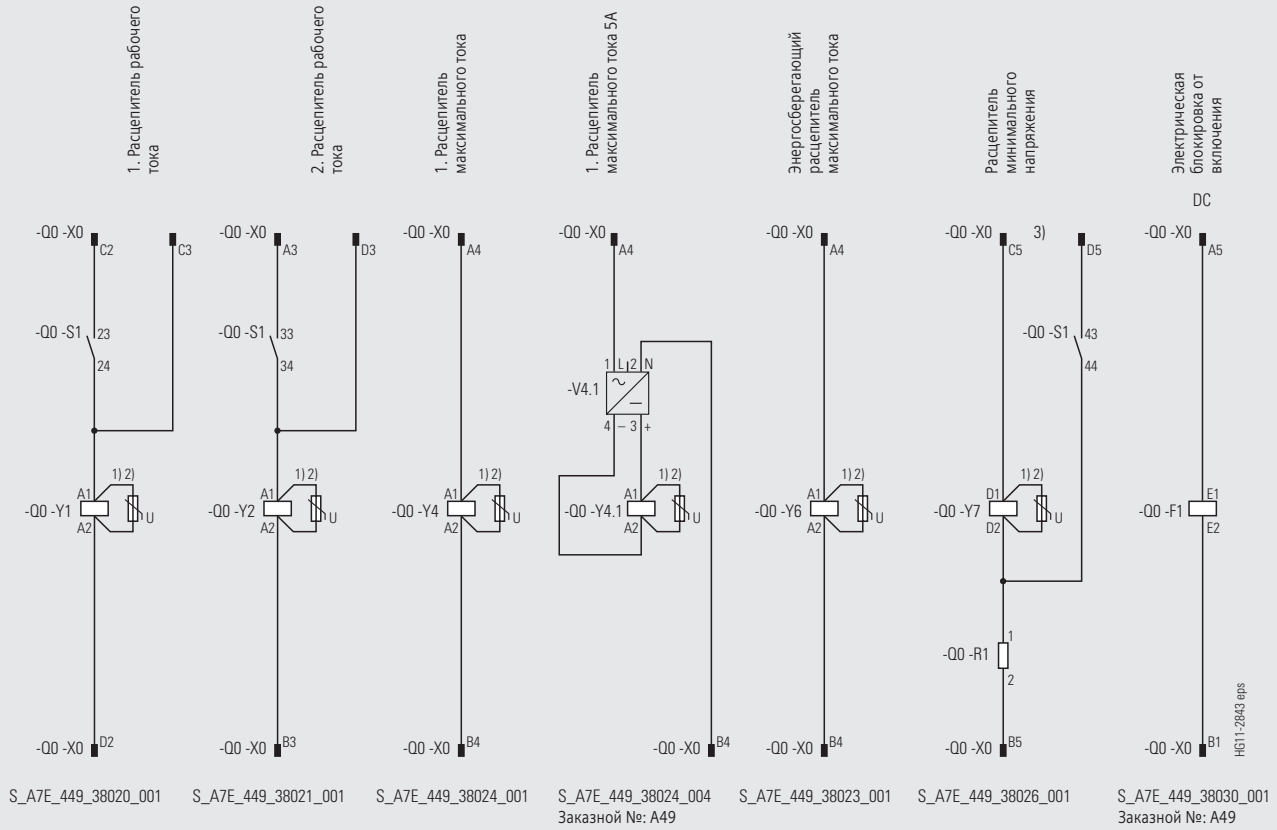 1. Расцепитель рабочего
тока
2. Расцепитель рабочего
тока
1. Расцепитель
максимального тока
1. Расцепитель
максимального тока 5А
Энергосберегающий
расцепитель
максимального тока
Расцепитель
минимального
напряжения
Электрическая
блокировка от
включения
DC
-Q0 -X0 C2 C3
-Q0 -X0 A3 D3
-Q0 -X0 A4
-Q0 -X0 A4
-Q0 -X0 A4
-Q0 -X0 C5 3) D5
-Q0 -X0 A5
-Q0 -S1 23
24
-Q0 -S1 33
34
-Q0 -S1 43
44
1 L 2 N
-V4.1
4 – 3 +
1) 2)
A1
-Q0 -Y1 U
A2
1) 2)
A1
-Q0 -Y2 U
A2
1) 2)
A1
-Q0 -Y4 U
A2
1) 2)
A1
-Q0 -Y4.1 U
A2
1) 2)
A1
-Q0 -Y6 U
A2
1) 2)
D1
-Q0 -Y7 U
D2
E1
-Q0 -F1
E2
1
-Q0 -R1
2
-Q0 -X0 D2
-Q0 -X0 B3
-Q0 -X0 B4
-Q0 -X0 B4
-Q0 -X0 B4
-Q0 -X0 B5
-Q0 -X0 B1
HG11-2843 eps
S_A7E_449_38020_001
S_A7E_449_38021_001
S_A7E_449_38024_001
S_A7E_449_38024_004
Заказной №: A49
S_A7E_449_38023_001
S_A7E_449_38026_001
S_A7E_449_38030_001
Заказной №: A49